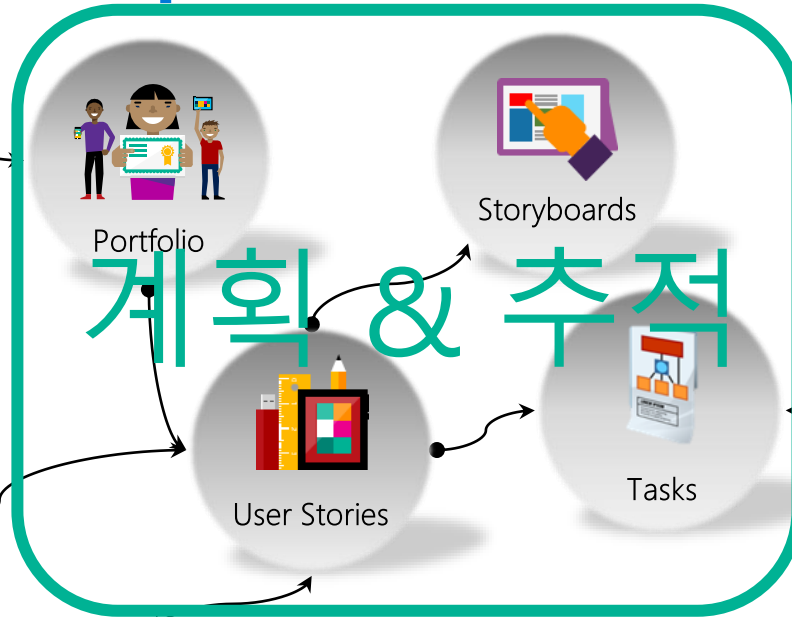 Portfolio
Storyboards
계획 & 추적
User Stories
Tasks